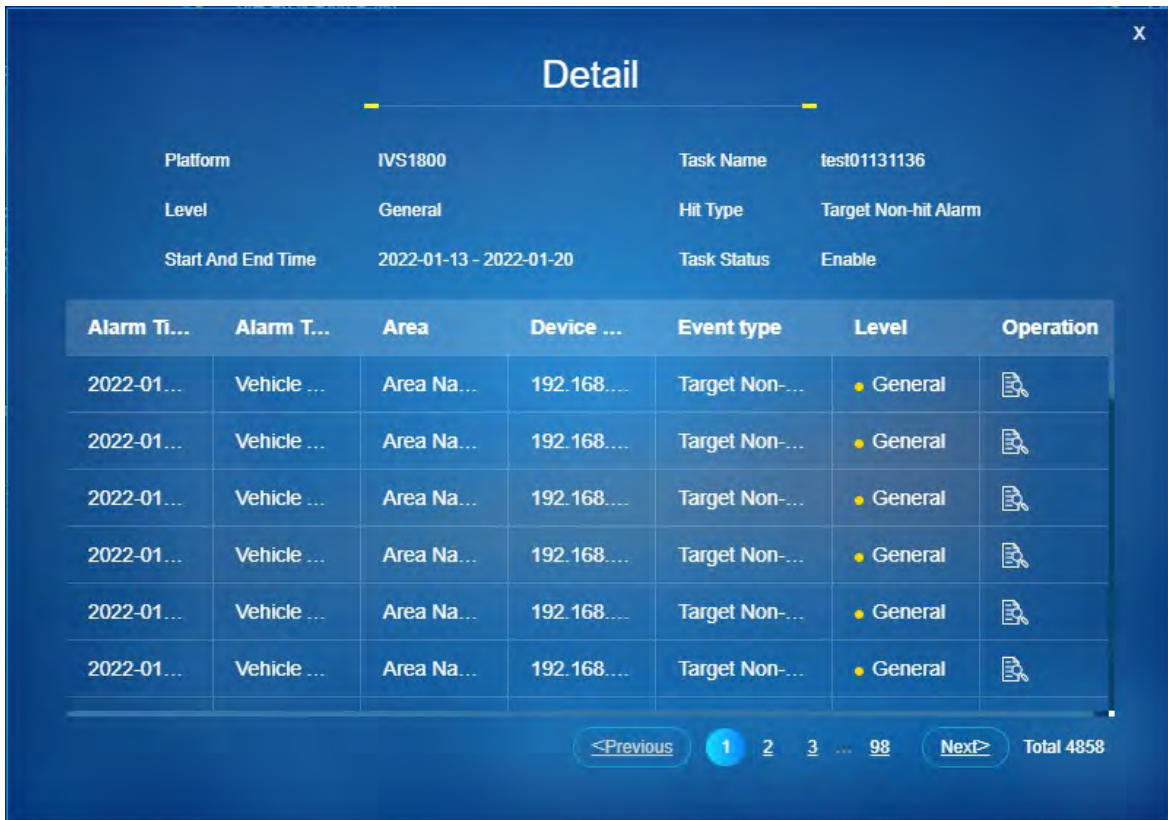 X
Detail
Platform IVS1800 Task Name test01131136
Level General Hit Type Target Non-hit Alarm
Start And End Time 2022-01-13 - 2022-01-20 Task Status Enable
Alarm Ti... Alarm T... Area Device ... Event type Level Operation
2022-01... Vehicle ... Area Na... 192.168.... Target Non-... General
2022-01... Vehicle ... Area Na... 192.168.... Target Non-... General
2022-01... Vehicle ... Area Na... 192.168.... Target Non-... General
2022-01... Vehicle ... Area Na... 192.168.... Target Non-... General
2022-01... Vehicle ... Area Na... 192.168.... Target Non-... General
2022-01... Vehicle ... Area Na... 192.168.... Target Non-... General
<Previous 1 2 3 ... 98 Next> Total 4858